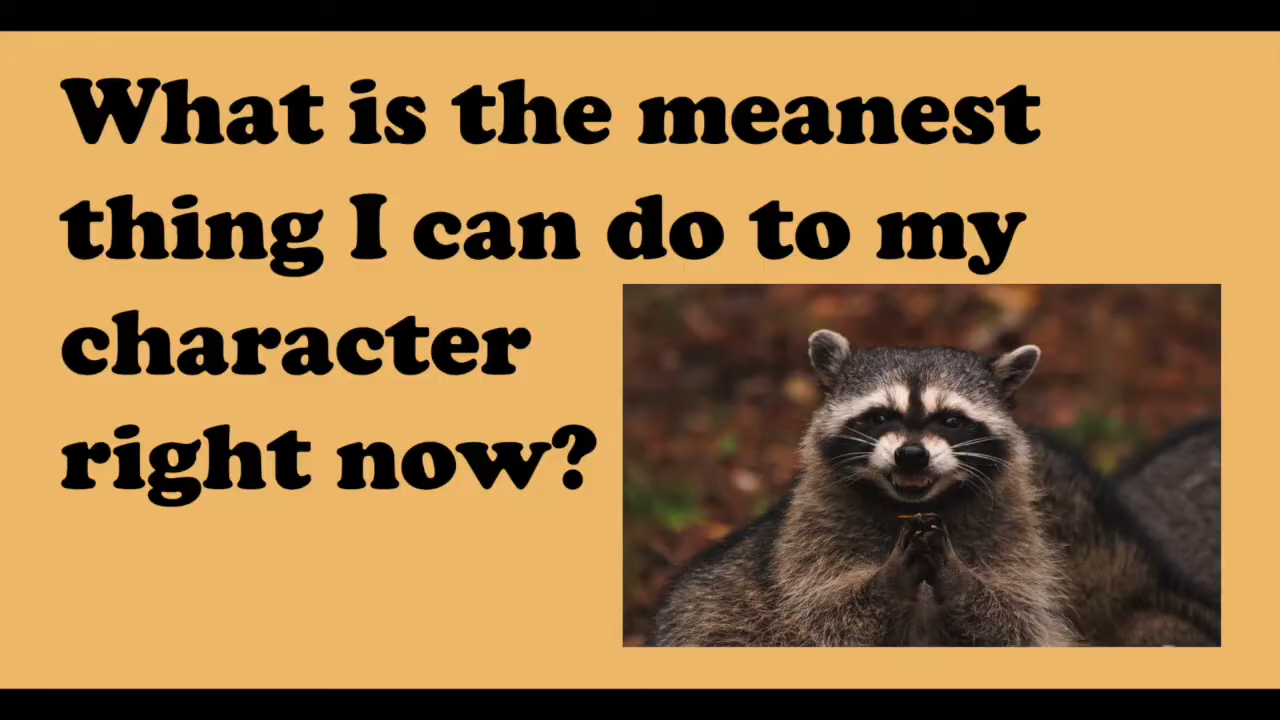 What is the meanest
thing I can do to my
character
right now?